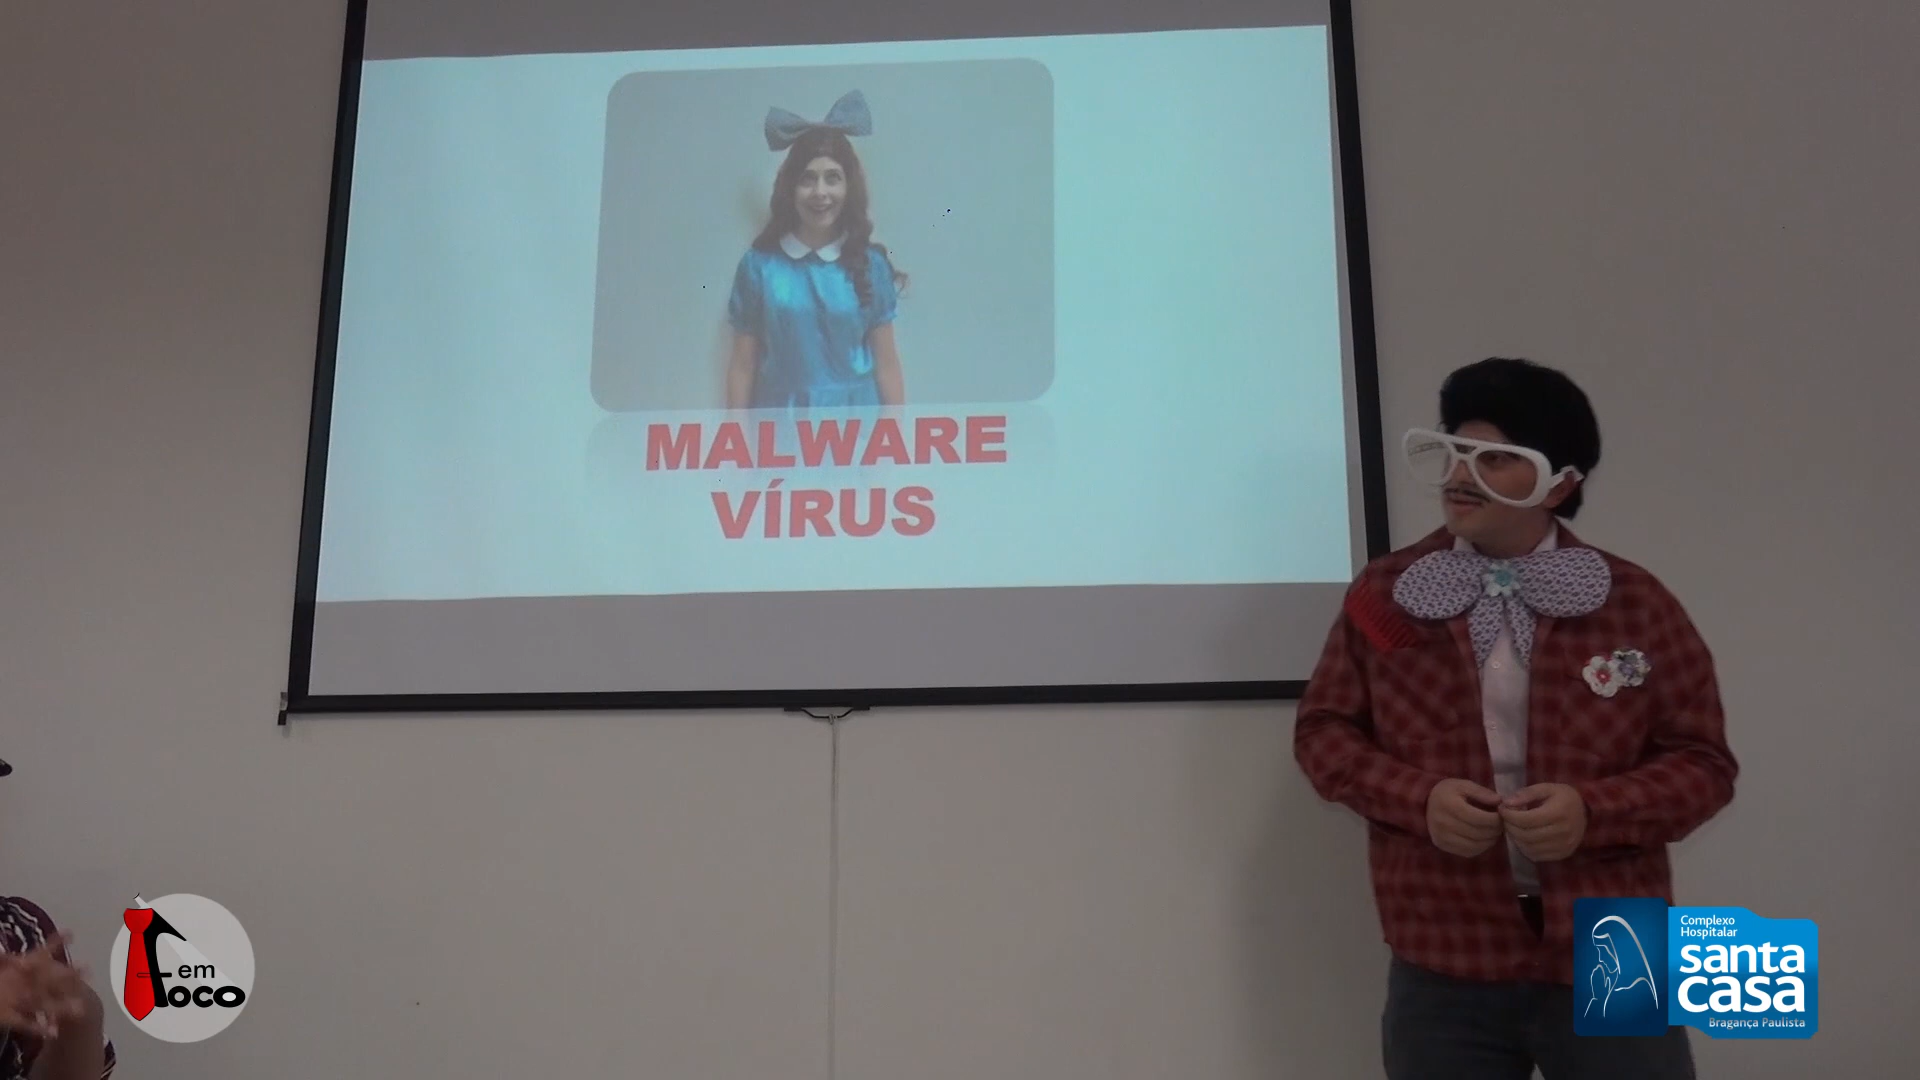 MALWARE
VÍRUS
em
foco
Complexo
Hospitalar
santa
casa
Bragança Paulista